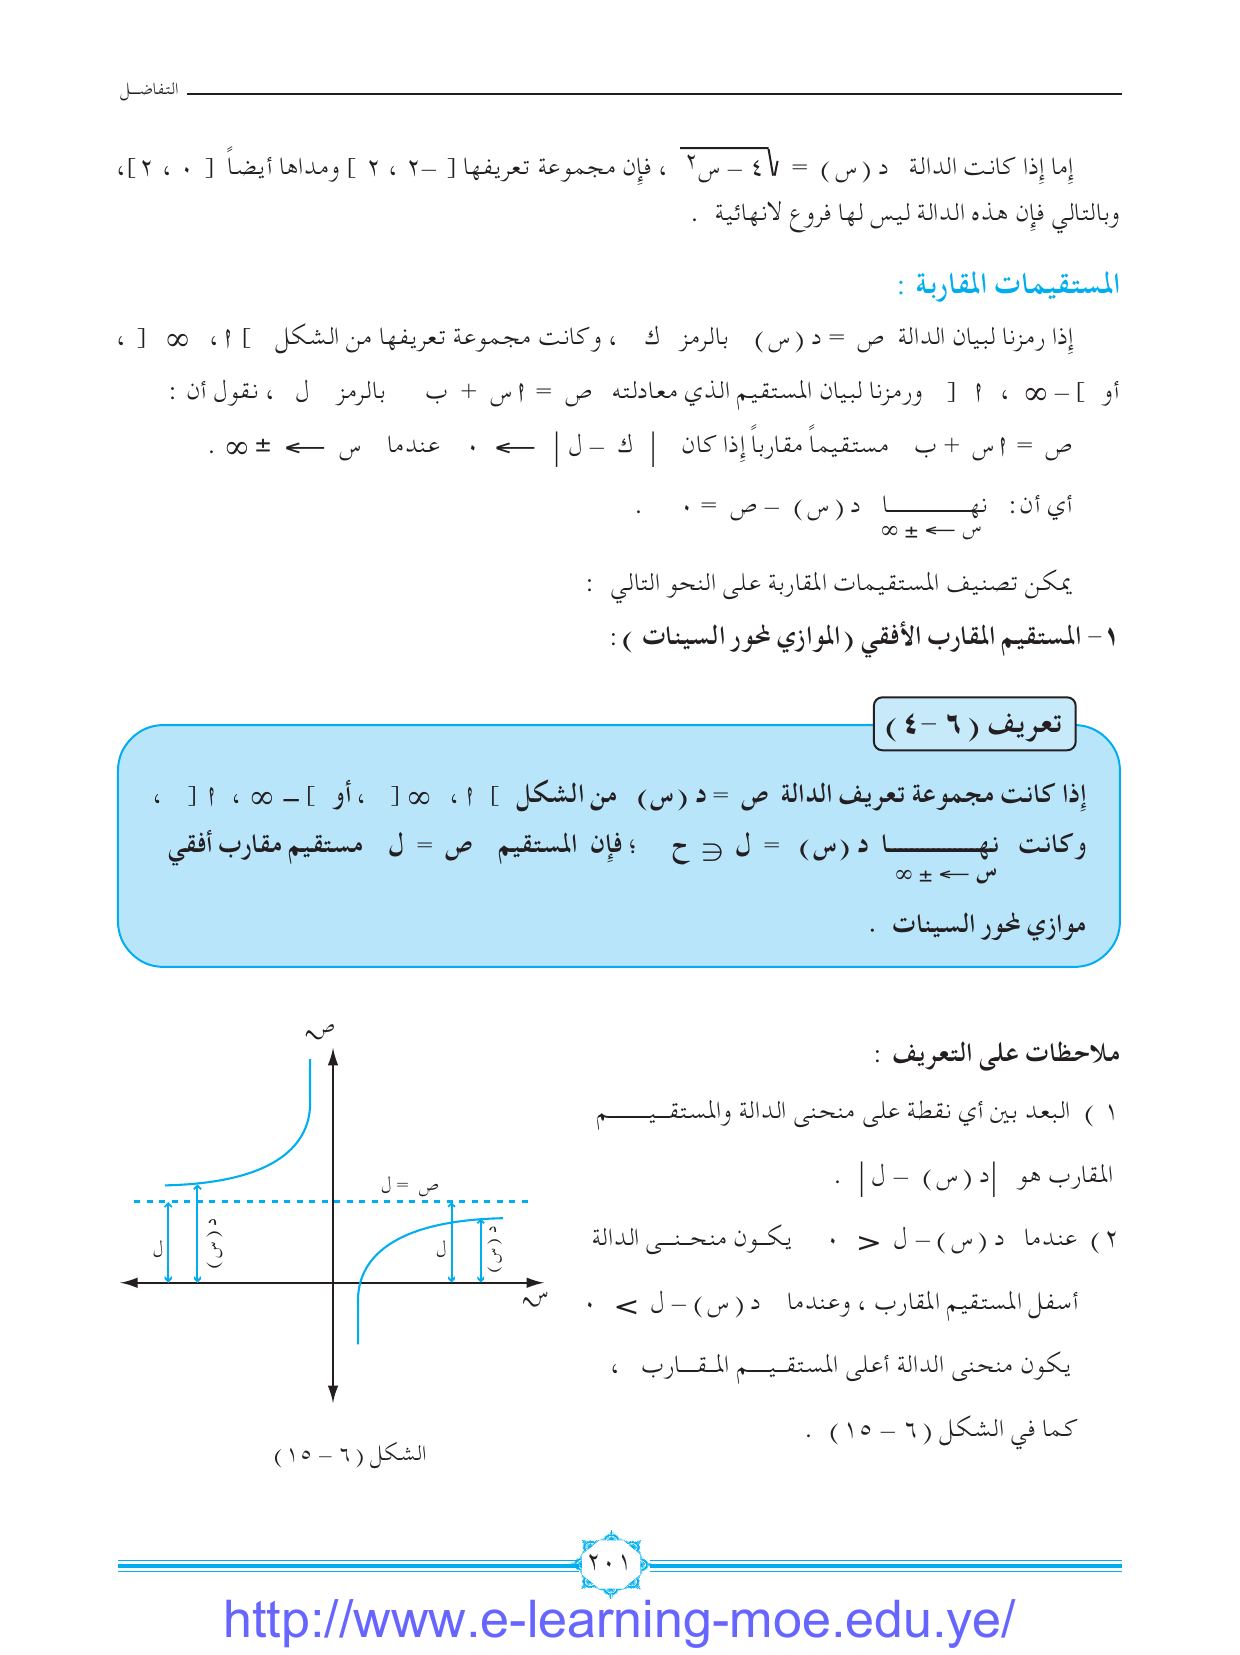 التفاضل
إما إذا كانت الدالة د (س) = √٤ – س٢ ، فإن مجموعة تعريفها [ –٢ ، ٢ ] ومداها أيضاً [ ٠ ، ٢]،
وبالتالي فإن هذه الدالة ليس لها فروع لانهائية .
المستقيمات المقاربة :
إذا رمزنا لبيان الدالة ص = د (س) بالرمز ك ، وكانت مجموعة تعريفها من الشكل ] ا ، ∞ [ ،
أو ] – ∞ ، ا [ ورمزنا لبيان المستقيم الذي معادلته ص = ا س + ب بالرمز ل ، نقول أن :
ص = ا س + ب مستقيماً مقارباً إذا كان | ك – ل | ⟵ ٠ عندما س ⟵ ± ∞ .
أي أن : نهـــا د (س) – ص = ٠ .
س ⟵ ± ∞
يمكن تصنيف المستقيمات المقاربة على النحو التالي :
١ – المستقيم المقارب الأفقي ( الموازي لمحور السينات ) :
تعريف ( ٦ –٤ )
إذا كانت مجموعة تعريف الدالة ص = د (س) من الشكل ] ا ، ∞ [ ، أو ] – ∞ ، ا [ ،
وكانت نهـــا د (س) = ل ∈ ح ؛ فإن المستقيم ص = ل مستقيم مقارب أفقي
س ⟵ ± ∞
موازي لمحور السينات .
ملاحظات على التعريف :
١ ) البعد بين أي نقطة على منحنى الدالة والمستقيم
المقارب هو |د (س) – ل| .
٢ ) عندما د (س) – ل > ٠ يكون منحنى الدالة
أسفل المستقيم المقارب ، وعندما د (س) – ل < ٠
يكون منحنى الدالة أعلى المستقيم المقارب ،
كما في الشكل ( ٦ – ١٥ ) .
ص
ص = ل
ل
د (س)
ل
د (س)
س
الشكل ( ٦ – ١٥ )
٢٠١
http://www.e-learning-moe.edu.ye/